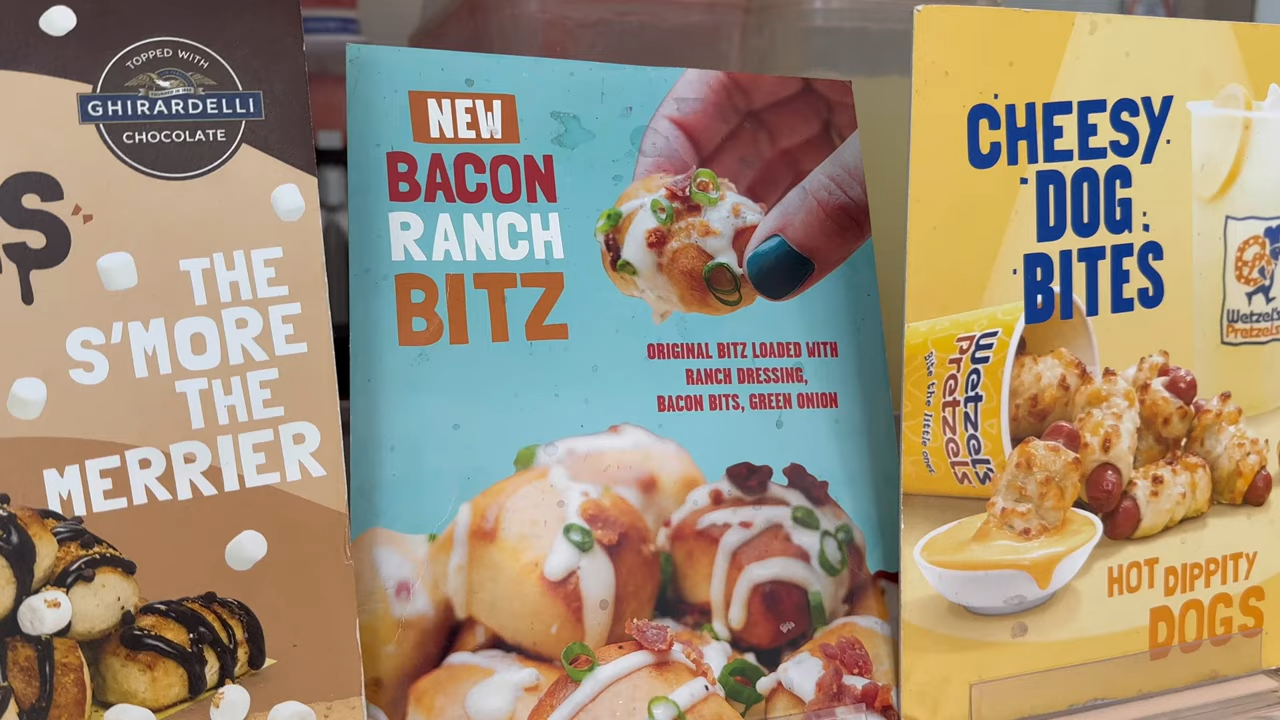 TOPPED WITH
GHIRARDELLI
CHOCOLATE
THE
S'MORE
THE
MERRIER
NEW
BACON
RANCH
BITZ
ORIGINAL BITZ LOADED WITH
RANCH DRESSING,
BACON BITS, GREEN ONION
CHEESY
DOG
BITES
Wetzel's
Pretzels
Bite the little one!
Wetzel's
Pretzels
HOT DIPPITY
DOGS